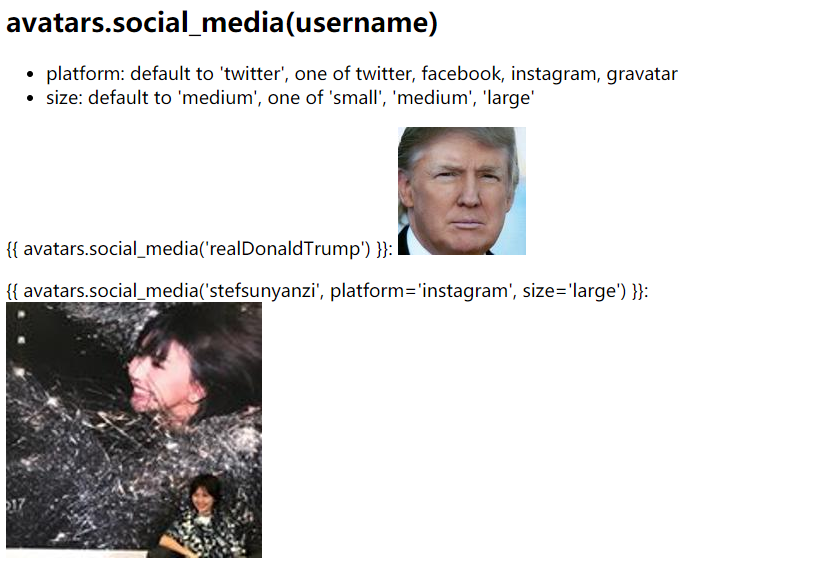 avatars.social_media(username)
• platform: default to 'twitter', one of twitter, facebook, instagram, gravatar
• size: default to 'medium', one of 'small', 'medium', 'large'
{{ avatars.social_media('realDonaldTrump') }}:
{{ avatars.social_media('stefsunyanzi', platform='instagram', size='large') }}:
017